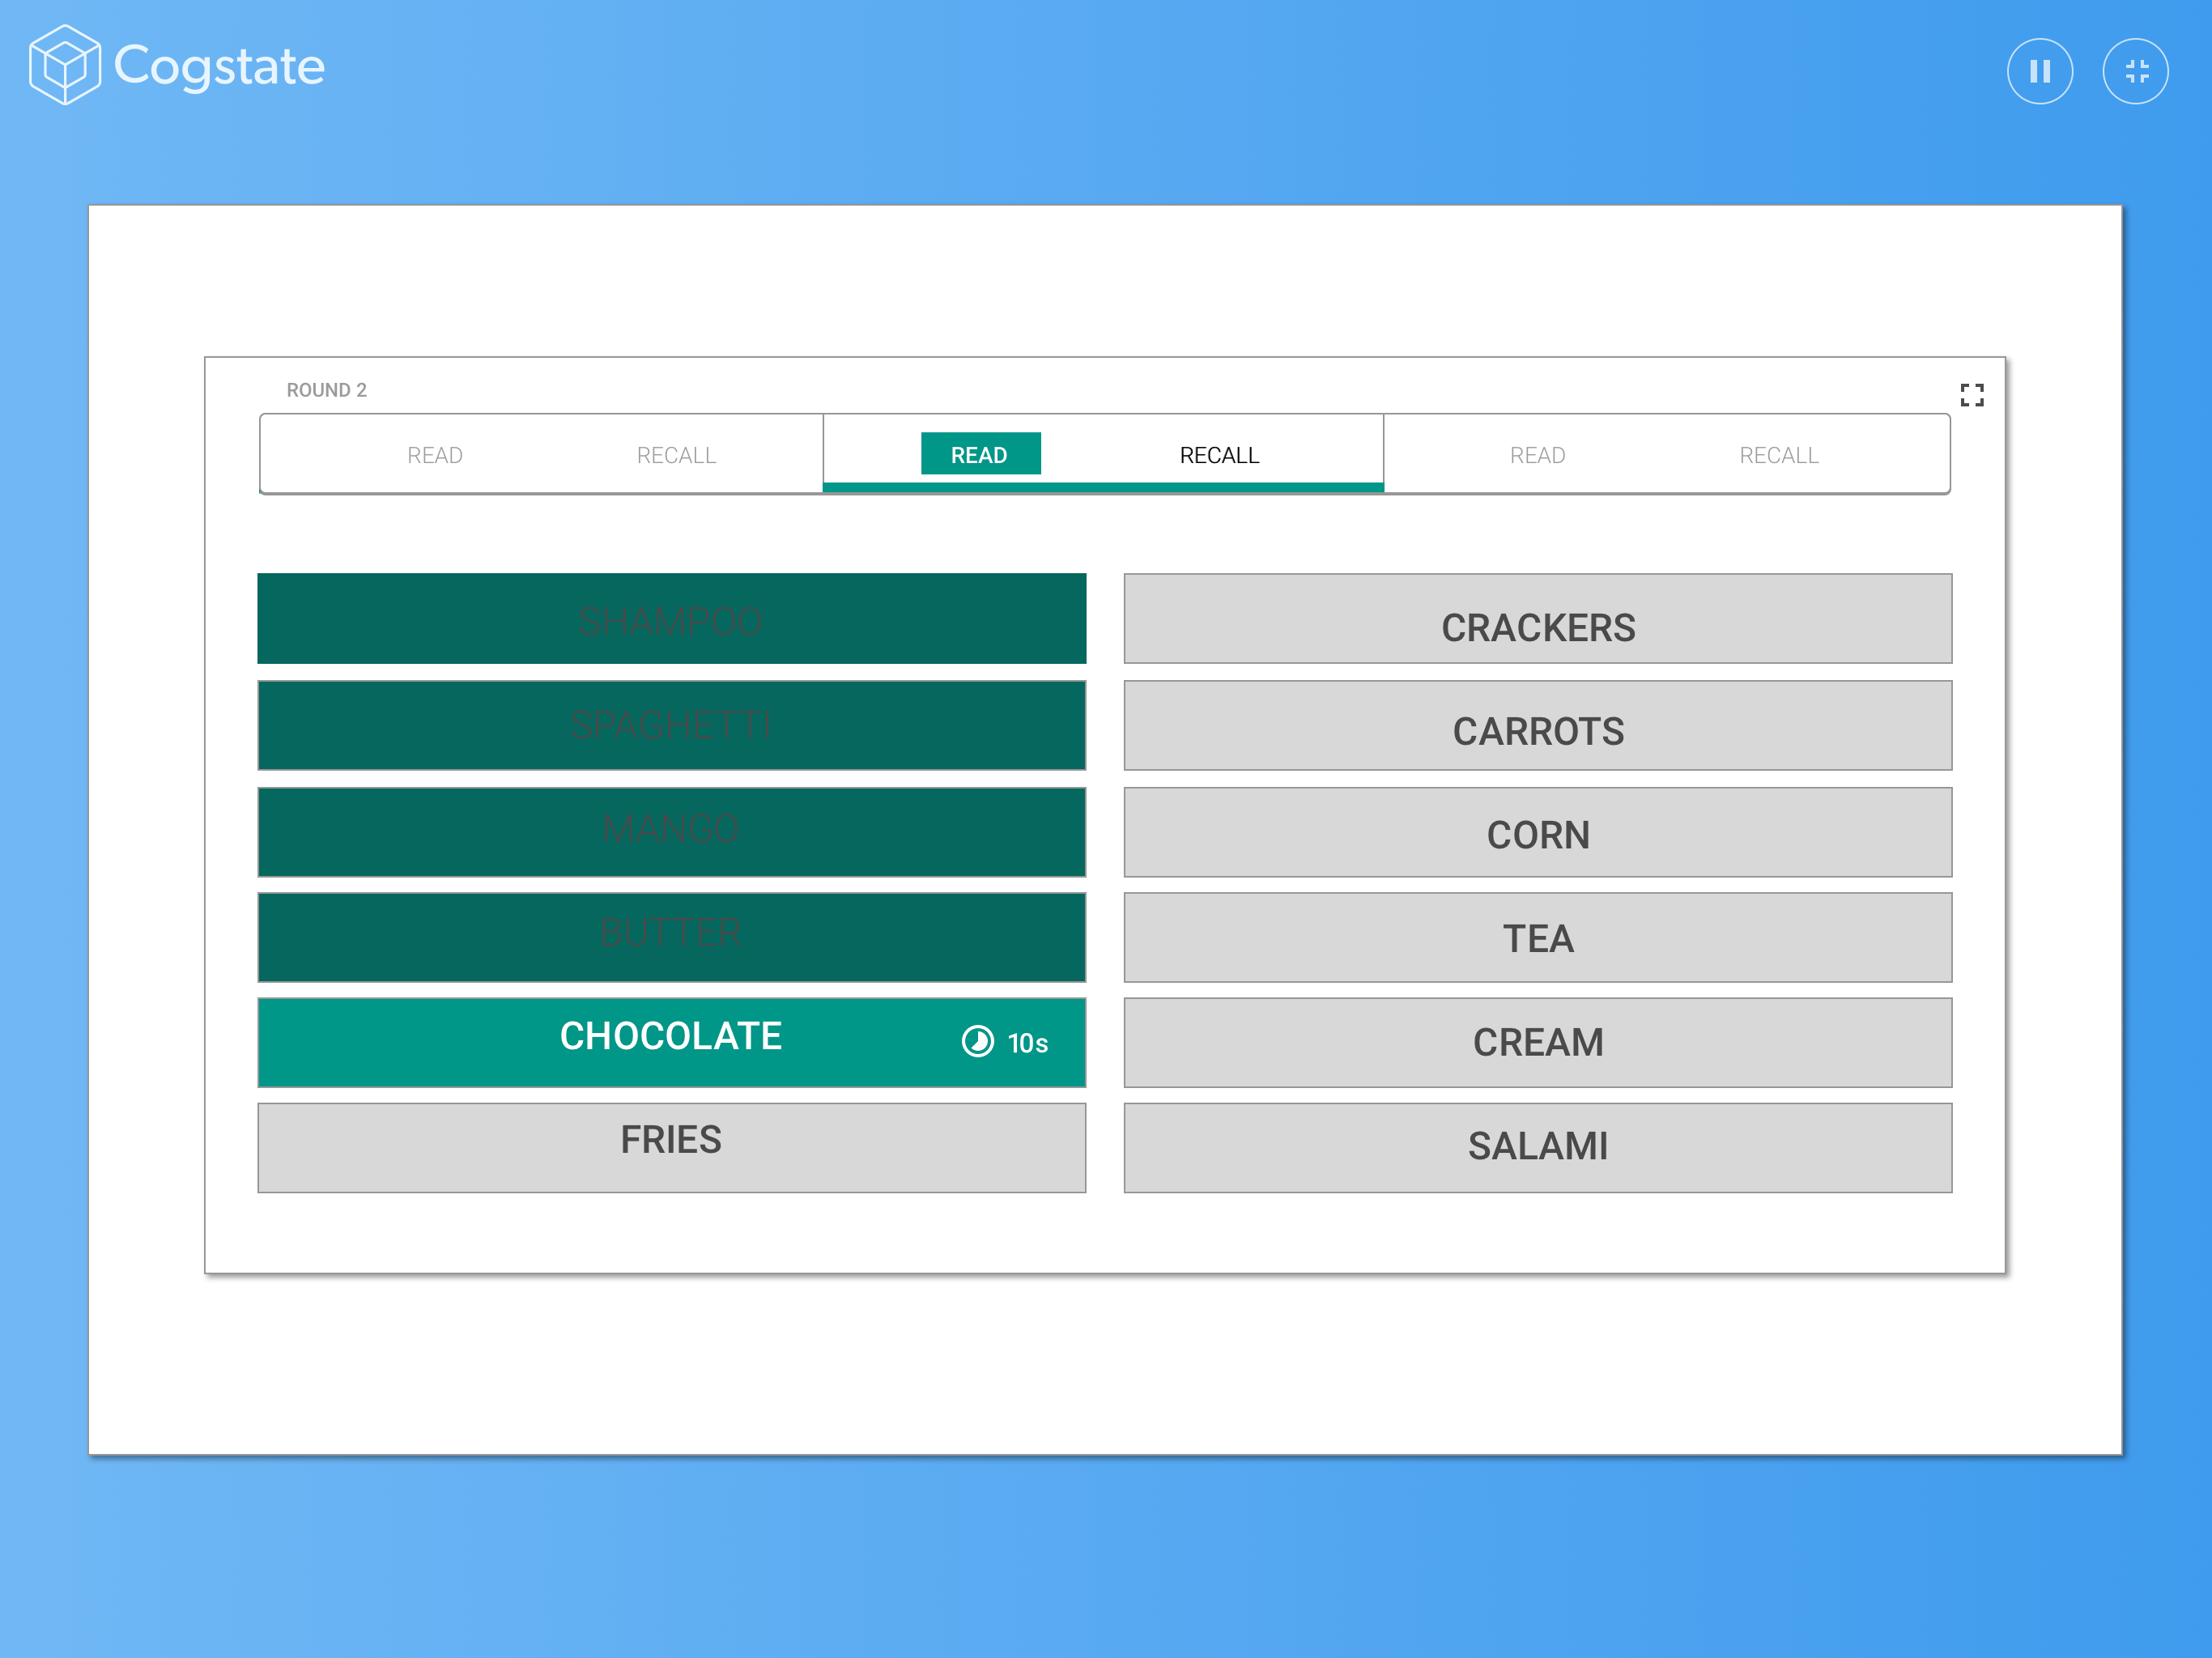 Cogstate
ROUND 2
READ RECALL READ RECALL READ RECALL
SHAMPOO
SPAGHETTI
MANGO
BUTTER
CHOCOLATE 10s
FRIES
CRACKERS
CARROTS
CORN
TEA
CREAM
SALAMI